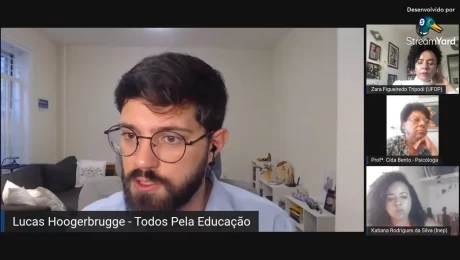 Desenvolvido por
StreamYard
Zara Figueiredo Tripodi (UFOP)
Profª. Cida Bento - Psicóloga
Katiana Rodrigues da Silva (Inep)
Lucas Hoogerbrugge - Todos Pela Educação